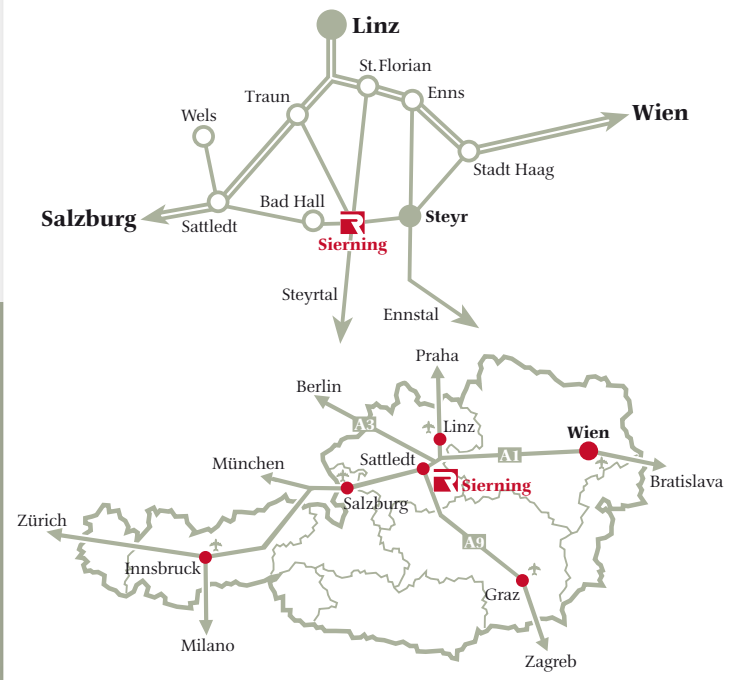 Linz
St. Florian
Traun
Enns
Wels
Wien
Stadt Haag
Bad Hall
Salzburg
Sattledt
Steyr
R
Sierning
Steyrtal
Ennstal
Praha
Berlin
A3
Linz
Wien
Sattledt
A1
München
R Sierning
Bratislava
Salzburg
Zürich
A9
Innsbruck
Graz
Milano
Zagreb